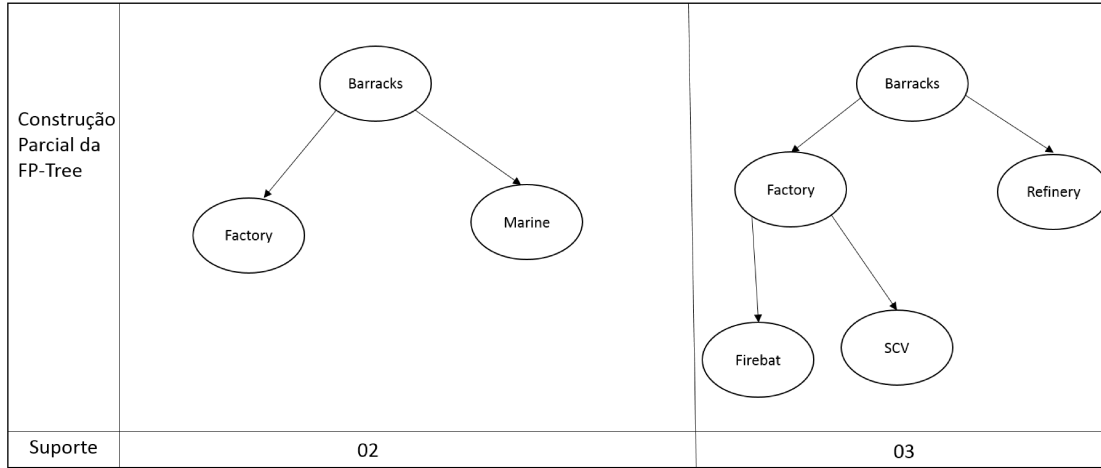 Construção
Parcial da
FP-Tree
Barracks
Factory
Marine
Barracks
Factory
Refinery
Firebat
SCV
Suporte
02
03